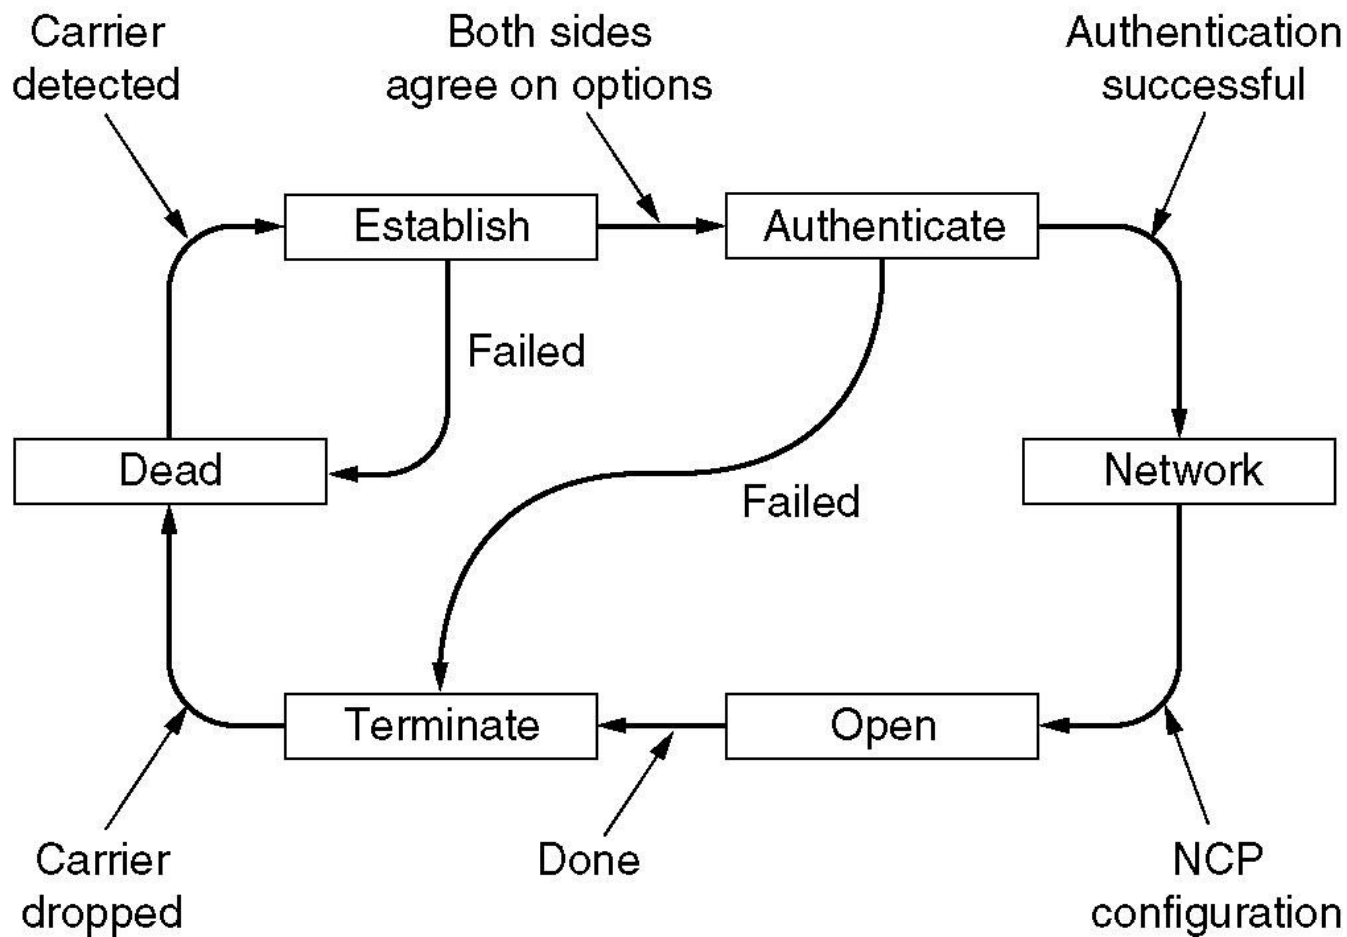 Carrier
detected
Both sides
agree on options
Authentication
successful
Establish
Authenticate
Failed
Dead
Network
Failed
Terminate
Open
Carrier
dropped
Done
NCP
configuration